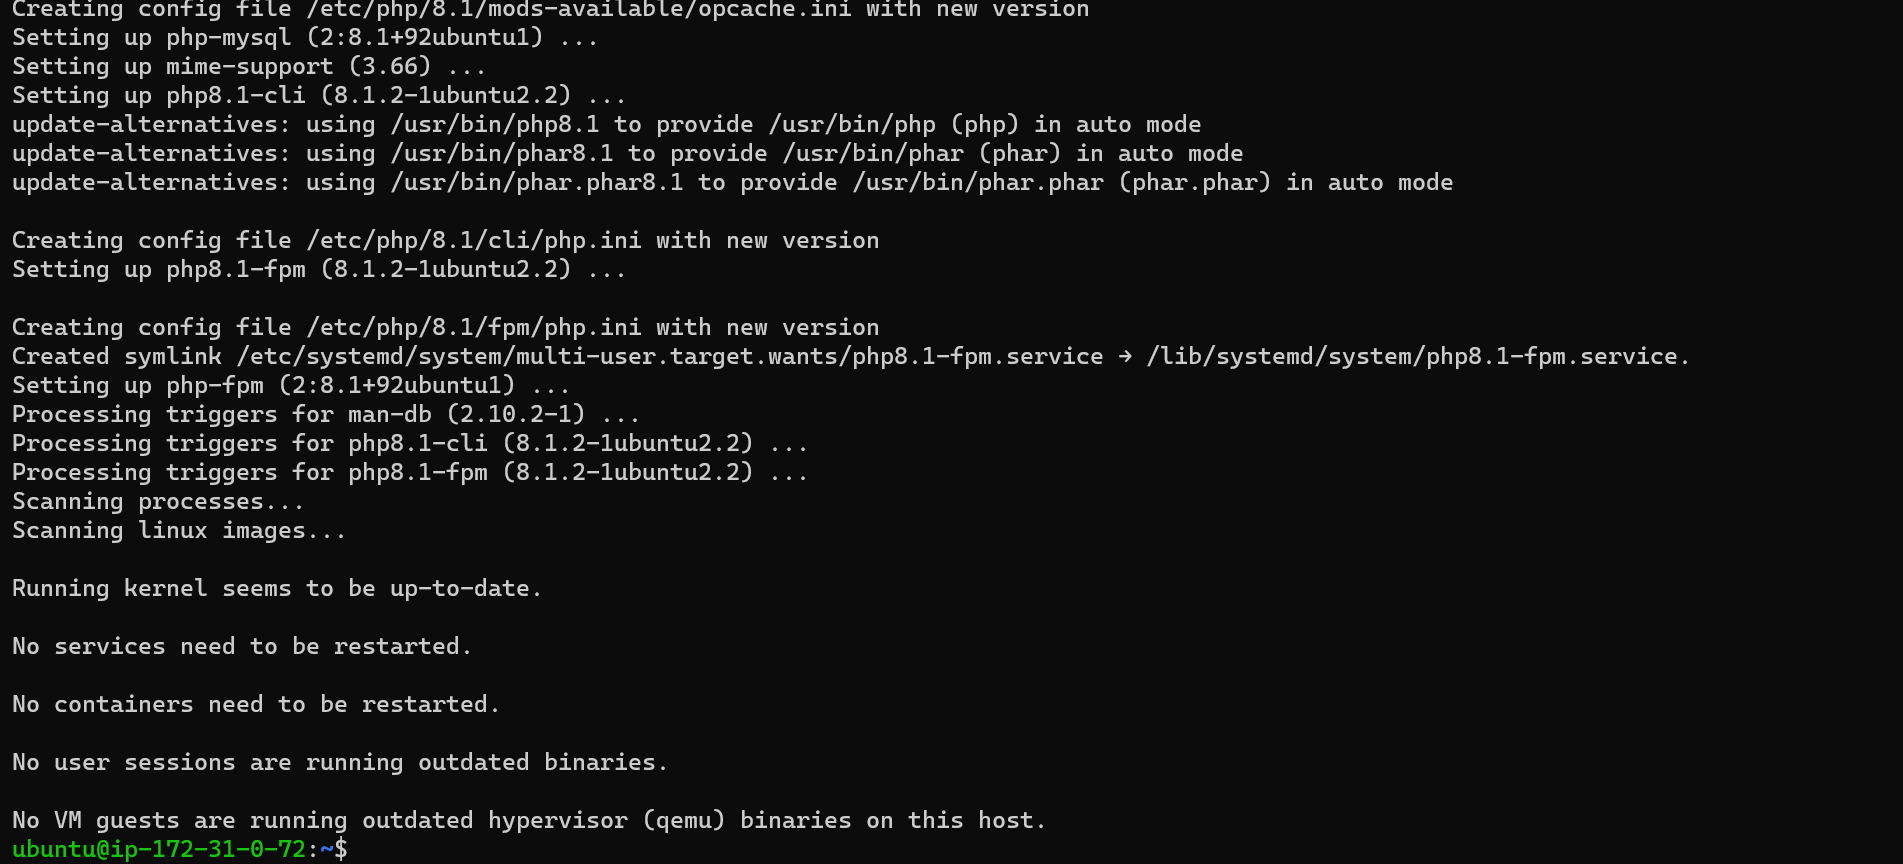 Creating config file /etc/php/8.1/mods-available/opcache.ini with new version
Setting up php-mysql (2:8.1+92ubuntu1) ...
Setting up mime-support (3.66) ...
Setting up php8.1-cli (8.1.2-1ubuntu2.2) ...
update-alternatives: using /usr/bin/php8.1 to provide /usr/bin/php (php) in auto mode
update-alternatives: using /usr/bin/phar8.1 to provide /usr/bin/phar (phar) in auto mode
update-alternatives: using /usr/bin/phar.phar8.1 to provide /usr/bin/phar.phar (phar.phar) in auto mode
Creating config file /etc/php/8.1/cli/php.ini with new version
Setting up php8.1-fpm (8.1.2-1ubuntu2.2) ...
Creating config file /etc/php/8.1/fpm/php.ini with new version
Created symlink /etc/systemd/system/multi-user.target.wants/php8.1-fpm.service → /lib/systemd/system/php8.1-fpm.service.
Setting up php-fpm (2:8.1+92ubuntu1) ...
Processing triggers for man-db (2.10.2-1) ...
Processing triggers for php8.1-cli (8.1.2-1ubuntu2.2) ...
Processing triggers for php8.1-fpm (8.1.2-1ubuntu2.2) ...
Scanning processes...
Scanning linux images...
Running kernel seems to be up-to-date.
No services need to be restarted.
No containers need to be restarted.
No user sessions are running outdated binaries.
No VM guests are running outdated hypervisor (qemu) binaries on this host.
ubuntu@ip-172-31-0-72:~$